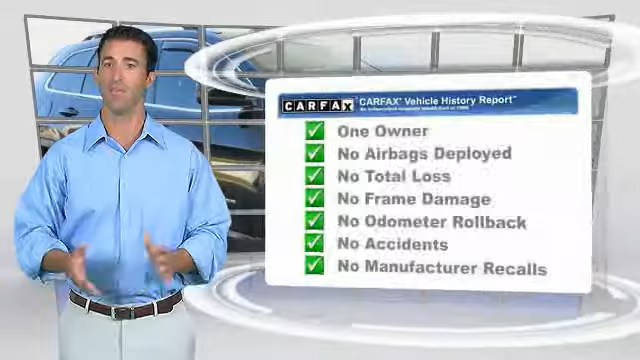 CARFAX CARFAX® Vehicle History Report™
One Owner
No Airbags Deployed
No Total Loss
No Frame Damage
No Odometer Rollback
No Accidents
No Manufacturer Recalls